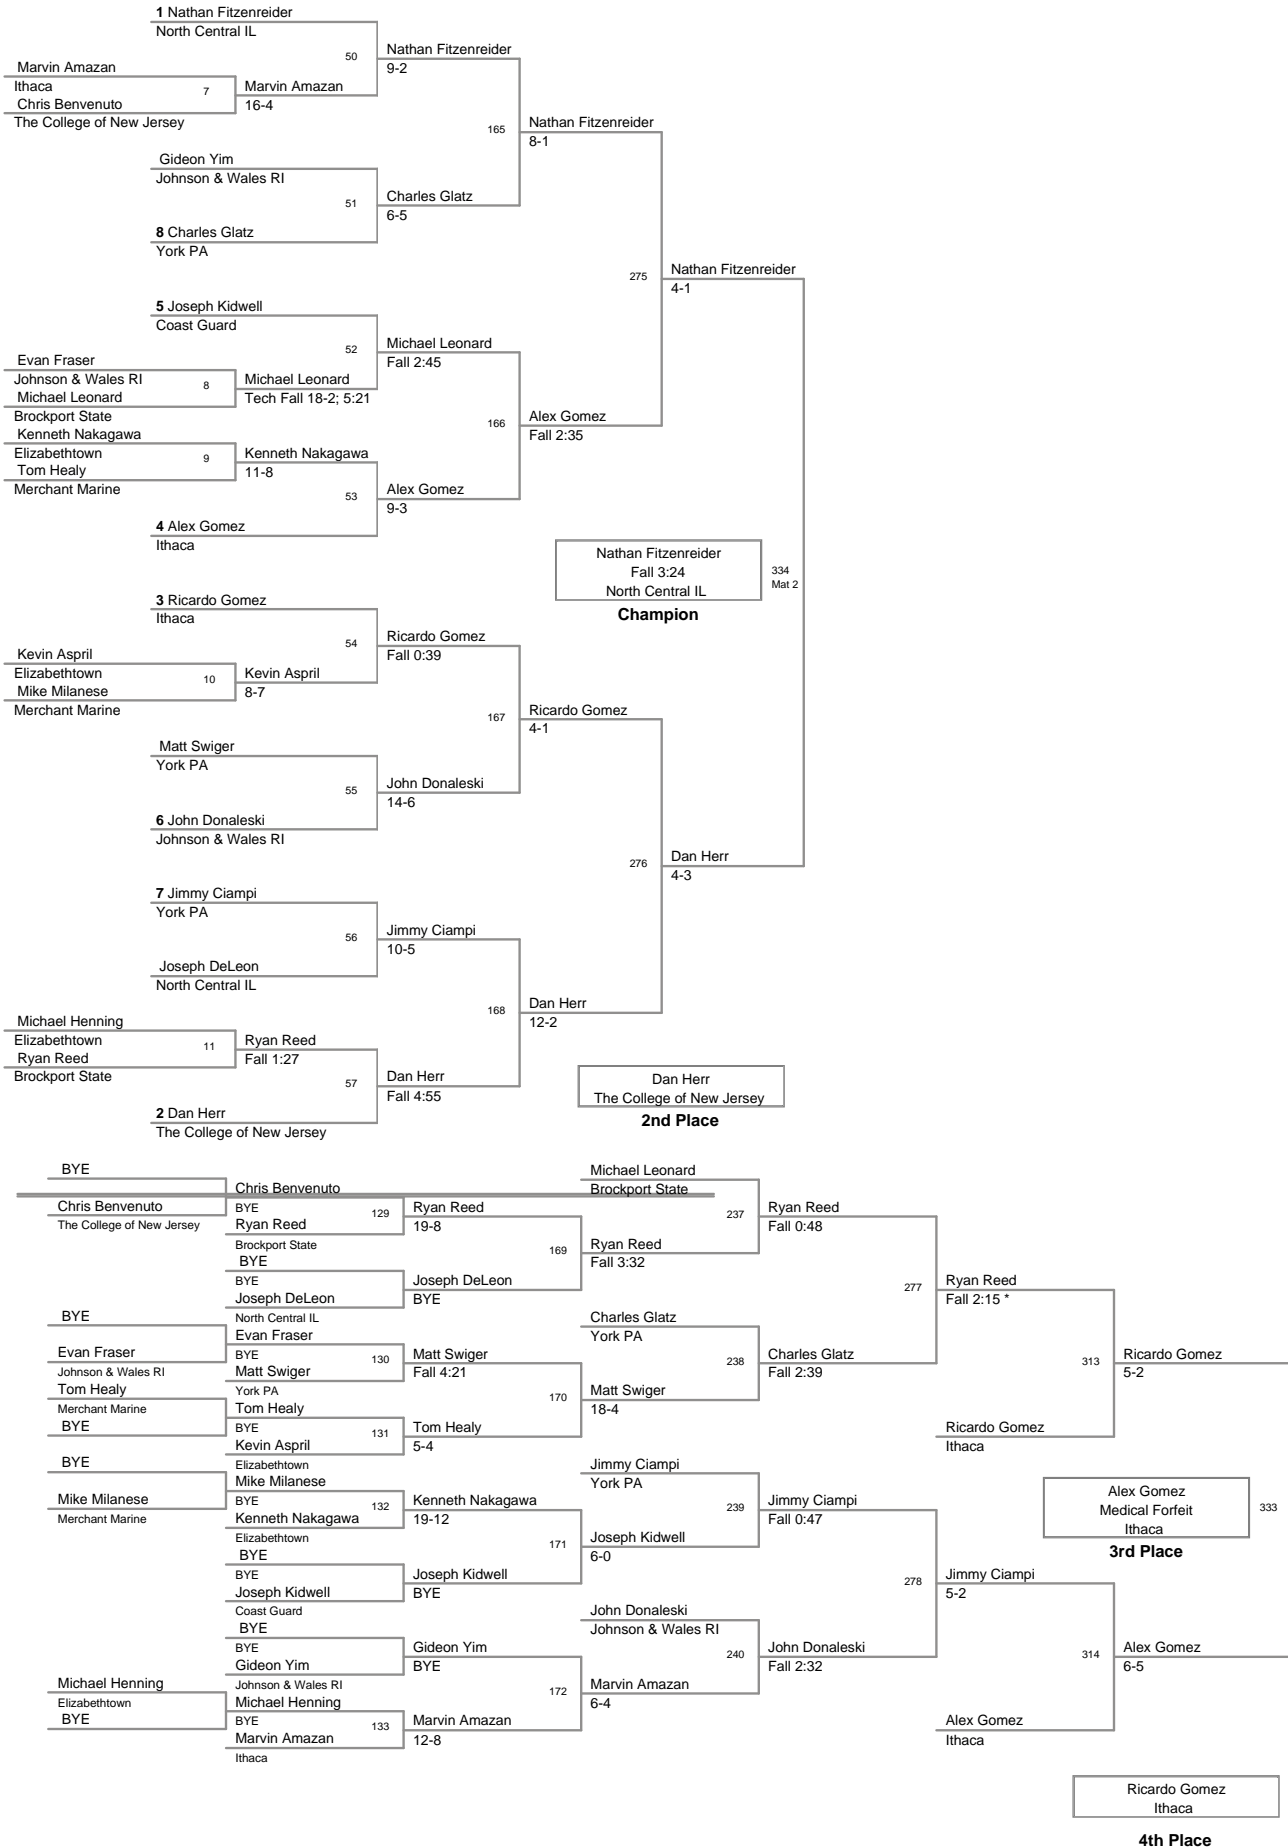 1 Nathan Fitzenreider
North Central IL
50
Nathan Fitzenreider
9-2
Marvin Amazan
Ithaca
7
Marvin Amazan
16-4
Chris Benvenuto
The College of New Jersey
165
Nathan Fitzenreider
8-1
Gideon Yim
Johnson & Wales RI
51
Charles Glatz
6-5
8 Charles Glatz
York PA
275
Nathan Fitzenreider
4-1
5 Joseph Kidwell
Coast Guard
52
Michael Leonard
Fall 2:45
Evan Fraser
Johnson & Wales RI
8
Michael Leonard
Tech Fall 18-2; 5:21
Michael Leonard
Brockport State
166
Alex Gomez
Fall 2:35
Kenneth Nakagawa
Elizabethtown
9
Kenneth Nakagawa
11-8
Tom Healy
Merchant Marine
53
Alex Gomez
9-3
4 Alex Gomez
Ithaca
Nathan Fitzenreider
Fall 3:24
North Central IL
334
Mat 2
Champion
3 Ricardo Gomez
Ithaca
54
Ricardo Gomez
Fall 0:39
Kevin Aspril
Elizabethtown
10
Kevin Aspril
8-7
Mike Milanese
Merchant Marine
167
Ricardo Gomez
4-1
Matt Swiger
York PA
55
John Donaleski
14-6
6 John Donaleski
Johnson & Wales RI
276
Dan Herr
4-3
7 Jimmy Ciampi
York PA
56
Jimmy Ciampi
10-5
Joseph DeLeon
North Central IL
168
Dan Herr
12-2
Michael Henning
Elizabethtown
11
Ryan Reed
Fall 1:27
Ryan Reed
Brockport State
57
Dan Herr
Fall 4:55
2 Dan Herr
The College of New Jersey
Dan Herr
The College of New Jersey
2nd Place
BYE
Chris Benvenuto
The College of New Jersey
Chris Benvenuto
BYE
129
Ryan Reed
Brockport State
Ryan Reed
19-8
BYE
BYE
Joseph DeLeon
North Central IL
Joseph DeLeon
BYE
169
Ryan Reed
Fall 3:32
Michael Leonard
Brockport State
237
Ryan Reed
Fall 0:48
BYE
Evan Fraser
Johnson & Wales RI
Evan Fraser
BYE
130
Matt Swiger
York PA
Matt Swiger
Fall 4:21
Tom Healy
Merchant Marine
BYE
Tom Healy
BYE
131
Kevin Aspril
Elizabethtown
Tom Healy
5-4
170
Matt Swiger
18-4
Charles Glatz
York PA
238
Charles Glatz
Fall 2:39
277
Ryan Reed
Fall 2:15 *
313
Ricardo Gomez
5-2
Ricardo Gomez
Ithaca
BYE
Mike Milanese
Merchant Marine
Mike Milanese
BYE
132
Kenneth Nakagawa
Elizabethtown
Kenneth Nakagawa
19-12
BYE
BYE
Joseph Kidwell
Coast Guard
Joseph Kidwell
BYE
171
Joseph Kidwell
6-0
Jimmy Ciampi
York PA
239
Jimmy Ciampi
Fall 0:47
Alex Gomez
Medical Forfeit
Ithaca
333
3rd Place
BYE
BYE
Gideon Yim
Johnson & Wales RI
Gideon Yim
BYE
Michael Henning
Elizabethtown
BYE
Michael Henning
BYE
133
Marvin Amazan
Ithaca
Marvin Amazan
12-8
172
Marvin Amazan
6-4
John Donaleski
Johnson & Wales RI
240
John Donaleski
Fall 2:32
278
Jimmy Ciampi
5-2
314
Alex Gomez
6-5
Alex Gomez
Ithaca
Ricardo Gomez
Ithaca
4th Place